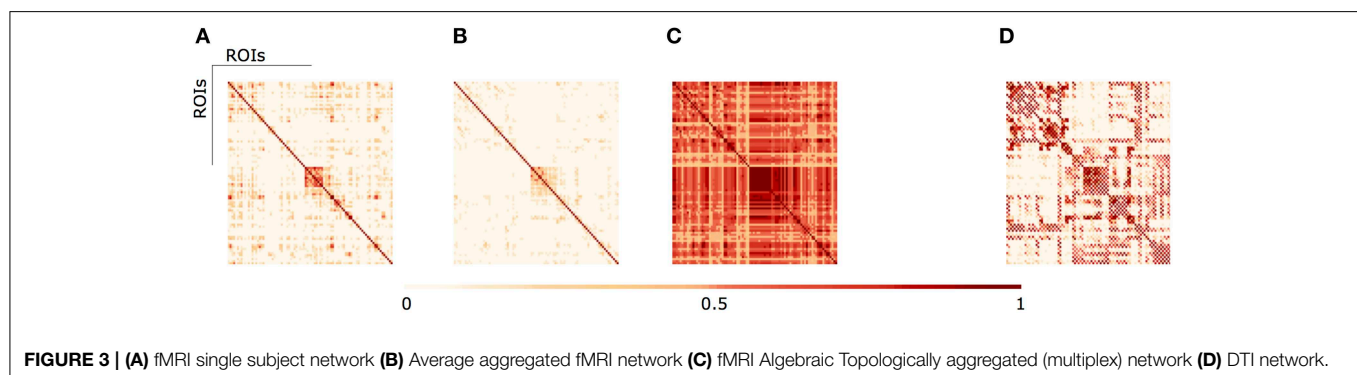 A
B
C
D
ROIs
ROIs
0
0.5
1
FIGURE 3 | (A) fMRI single subject network (B) Average aggregated fMRI network (C) fMRI Algebraic Topologically aggregated (multiplex) network (D) DTI network.